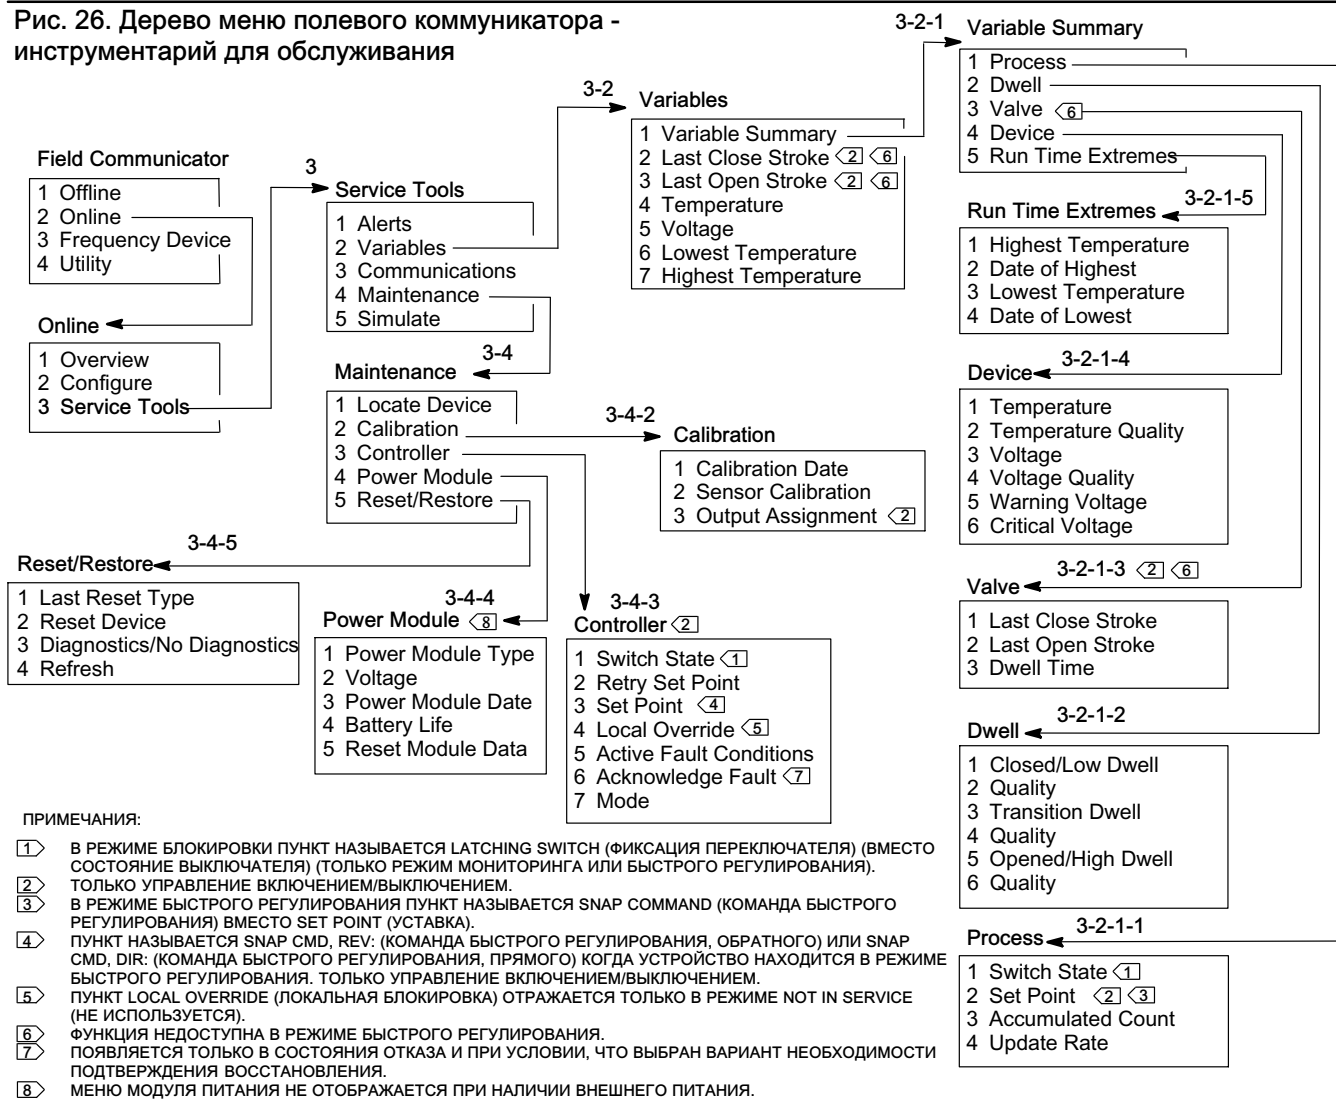 Рис. 26. Дерево меню полевого коммуникатора -
инструментарий для обслуживания
Field Communicator
1 Offline
2 Online
3 Frequency Device
4 Utility
Online
1 Overview
2 Configure
3 Service Tools
3
Service Tools
1 Alerts
2 Variables
3 Communications
4 Maintenance
5 Simulate
3-2
Variables
1 Variable Summary
2 Last Close Stroke 2 6
3 Last Open Stroke 2 6
4 Temperature
5 Voltage
6 Lowest Temperature
7 Highest Temperature
3-2-1
Variable Summary
1 Process
2 Dwell
3 Valve 6
4 Device
5 Run Time Extremes
3-2-1-5
Run Time Extremes
1 Highest Temperature
2 Date of Highest
3 Lowest Temperature
4 Date of Lowest
3-4
Maintenance
1 Locate Device
2 Calibration
3 Controller
4 Power Module
5 Reset/Restore
3-4-2
Calibration
1 Calibration Date
2 Sensor Calibration
3 Output Assignment 2
3-2-1-4
Device
1 Temperature
2 Temperature Quality
3 Voltage
4 Voltage Quality
5 Warning Voltage
6 Critical Voltage
3-4-5
Reset/Restore
1 Last Reset Type
2 Reset Device
3 Diagnostics/No Diagnostics
4 Refresh
3-4-4
Power Module 8
1 Power Module Type
2 Voltage
3 Power Module Date
4 Battery Life
5 Reset Module Data
3-4-3
Controller 2
1 Switch State 1
2 Retry Set Point
3 Set Point 4
4 Local Override 5
5 Active Fault Conditions
6 Acknowledge Fault 7
7 Mode
3-2-1-3 2 6
Valve
1 Last Close Stroke
2 Last Open Stroke
3 Dwell Time
3-2-1-2
Dwell
1 Closed/Low Dwell
2 Quality
3 Transition Dwell
4 Quality
5 Opened/High Dwell
6 Quality
3-2-1-1
Process
1 Switch State 1
2 Set Point 2 3
3 Accumulated Count
4 Update Rate
ПРИМЕЧАНИЯ:
1 В РЕЖИМЕ БЛОКИРОВКИ ПУНКТ НАЗЫВАЕТСЯ LATCHING SWITCH (ФИКСАЦИЯ ПЕРЕКЛЮЧАТЕЛЯ) (ВМЕСТО
СОСТОЯНИЕ ВЫКЛЮЧАТЕЛЯ) (ТОЛЬКО РЕЖИМ МОНИТОРИНГА ИЛИ БЫСТРОГО РЕГУЛИРОВАНИЯ).
2 ТОЛЬКО УПРАВЛЕНИЕ ВКЛЮЧЕНИЕМ/ВЫКЛЮЧЕНИЕМ.
3 В РЕЖИМЕ БЫСТРОГО РЕГУЛИРОВАНИЯ ПУНКТ НАЗЫВАЕТСЯ SNAP COMMAND (КОМАНДА БЫСТРОГО
РЕГУЛИРОВАНИЯ) ВМЕСТО SET POINT (УСТАВКА).
4 ПУНКТ НАЗЫВАЕТСЯ SNAP CMD, REV: (КОМАНДА БЫСТРОГО РЕГУЛИРОВАНИЯ, ОБРАТНОГО) ИЛИ SNAP
CMD, DIR: (КОМАНДА БЫСТРОГО РЕГУЛИРОВАНИЯ, ПРЯМОГО) КОГДА УСТРОЙСТВО НАХОДИТСЯ В РЕЖИМЕ
БЫСТРОГО РЕГУЛИРОВАНИЯ. ТОЛЬКО УПРАВЛЕНИЕ ВКЛЮЧЕНИЕМ/ВЫКЛЮЧЕНИЕМ.
5 ПУНКТ LOCAL OVERRIDE (ЛОКАЛЬНАЯ БЛОКИРОВКА) ОТРАЖАЕТСЯ ТОЛЬКО В РЕЖИМЕ NOT IN SERVICE
(НЕ ИСПОЛЬЗУЕТСЯ).
6 ФУНКЦИЯ НЕДОСТУПНА В РЕЖИМЕ БЫСТРОГО РЕГУЛИРОВАНИЯ.
7 ПОЯВЛЯЕТСЯ ТОЛЬКО В СОСТОЯНИЯ ОТКАЗА И ПРИ УСЛОВИИ, ЧТО ВЫБРАН ВАРИАНТ НЕОБХОДИМОСТИ
ПОДТВЕРЖДЕНИЯ ВОССТАНОВЛЕНИЯ.
8 МЕНЮ МОДУЛЯ ПИТАНИЯ НЕ ОТОБРАЖАЕТСЯ ПРИ НАЛИЧИИ ВНЕШНЕГО ПИТАНИЯ.